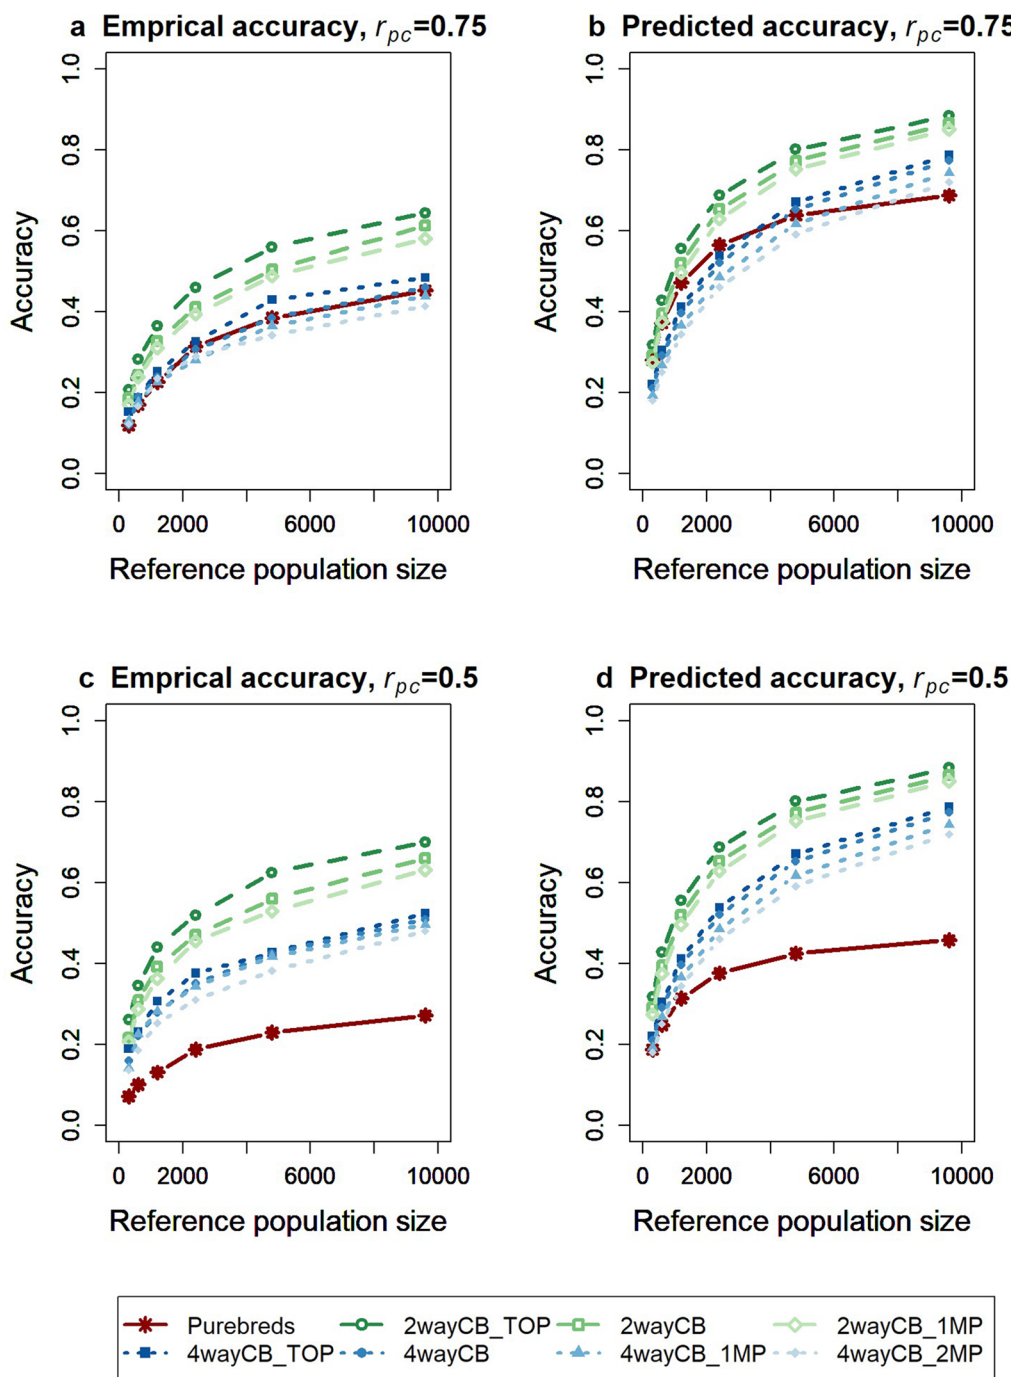 a Emprical accuracy, rpc=0.75
1.0
0.8
0.6
0.4
0.2
0.0
Accuracy
0 2000 6000 10000
Reference population size
b Predicted accuracy, rpc=0.75
1.0
0.8
0.6
0.4
0.2
0.0
Accuracy
0 2000 6000 10000
Reference population size
c Emprical accuracy, rpc=0.5
1.0
0.8
0.6
0.4
0.2
0.0
Accuracy
0 2000 6000 10000
Reference population size
d Predicted accuracy, rpc=0.5
1.0
0.8
0.6
0.4
0.2
0.0
Accuracy
0 2000 6000 10000
Reference population size
Purebreds 2wayCB_TOP 2wayCB 2wayCB_1MP
4wayCB_TOP 4wayCB 4wayCB_1MP 4wayCB_2MP